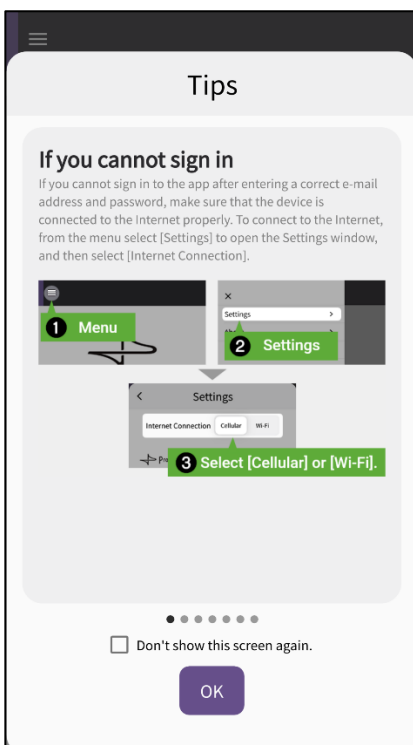 Tips
If you cannot sign in
If you cannot sign in to the app after entering a correct e-mail
address and password, make sure that the device is
connected to the Internet properly. To connect to the Internet,
from the menu select [Settings] to open the Settings window,
and then select [Internet Connection].
1 Menu
Settings
2 Settings
Settings
Internet Connection Cellular Wi-Fi
3 Select [Cellular] or [Wi-Fi].
Don't show this screen again.
OK